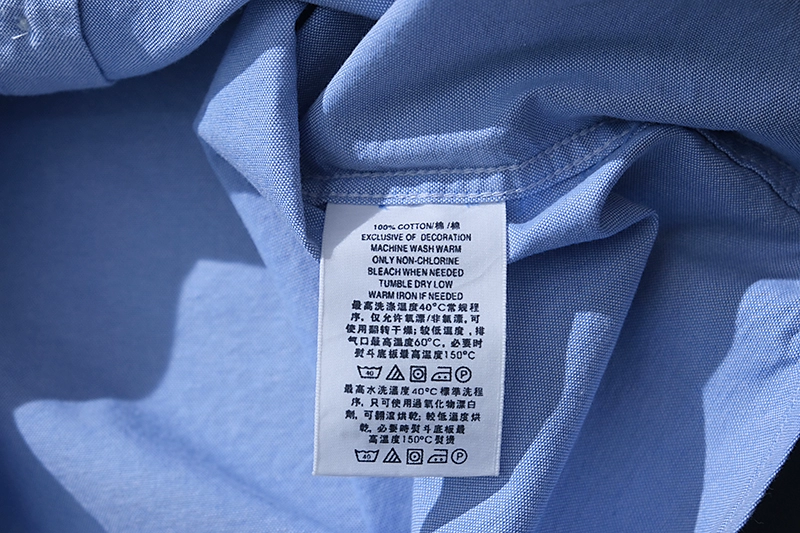 100% COTTON/棉/棉
EXCLUSIVE OF DECORATION
MACHINE WASH WARM
ONLY NON-CHLORINE
BLEACH WHEN NEEDED
TUMBLE DRY LOW
WARM IRON IF NEEDED
最高洗涤温度40°C常规程
序,仅允许氧漂/非氯漂,可
使用翻转干燥;较低温度,排
气口最高温度60°C,必要时
熨斗底板最高温度150°C
40 P
最高水洗溫度40°C標準洗程
序,只可使用過氧化物漂白
劑,可翻滾烘乾;較低溫度烘
乾,必要時熨斗底板最
高溫度150°C熨燙
40 P